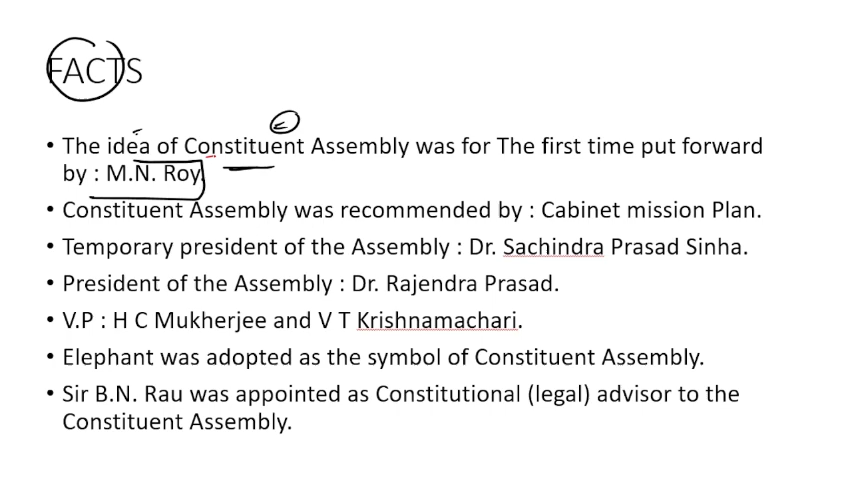 FACTS
• The idea of Constituent Assembly was for The first time put forward
by : M.N. Roy.
• Constituent Assembly was recommended by : Cabinet mission Plan.
• Temporary president of the Assembly : Dr. Sachindra Prasad Sinha.
• President of the Assembly : Dr. Rajendra Prasad.
• V.P : H C Mukherjee and V T Krishnamachari.
• Elephant was adopted as the symbol of Constituent Assembly.
• Sir B.N. Rau was appointed as Constitutional (legal) advisor to the
Constituent Assembly.